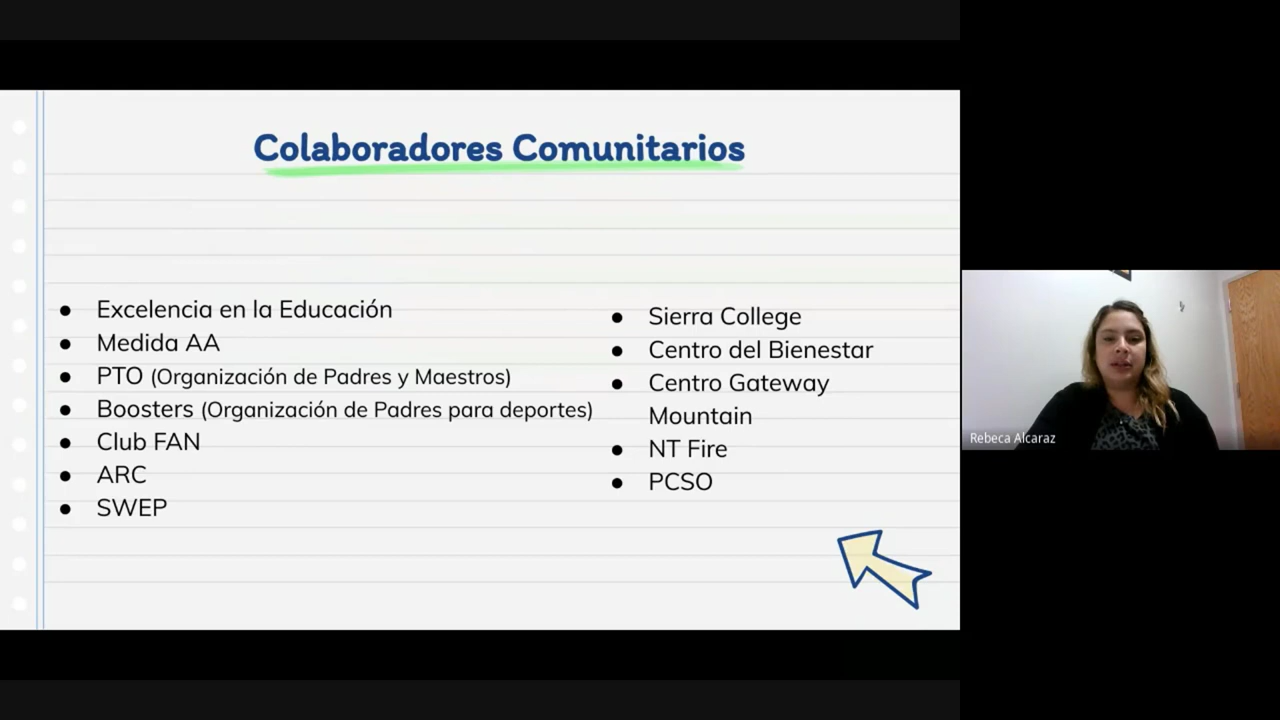 Colaboradores Comunitarios
● Excelencia en la Educación
● Medida AA
● PTO (Organización de Padres y Maestros)
● Boosters (Organización de Padres para deportes)
● Club FAN
● ARC
● SWEP
● Sierra College
● Centro del Bienestar
● Centro Gateway
Mountain
● NT Fire
● PCSO
Rebeca Alcaraz